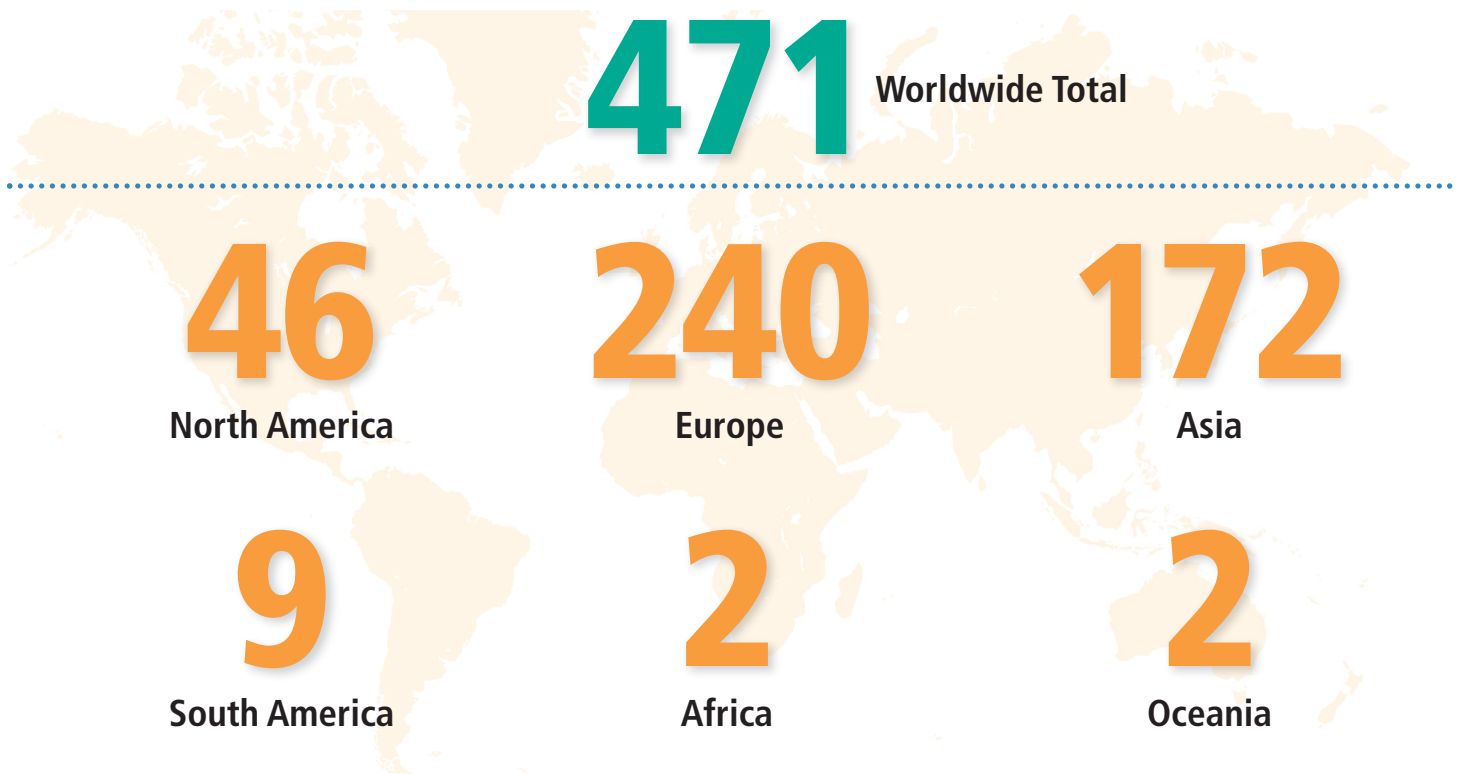 471 Worldwide Total
46
North America
240
Europe
172
Asia
9
South America
2
Africa
2
Oceania